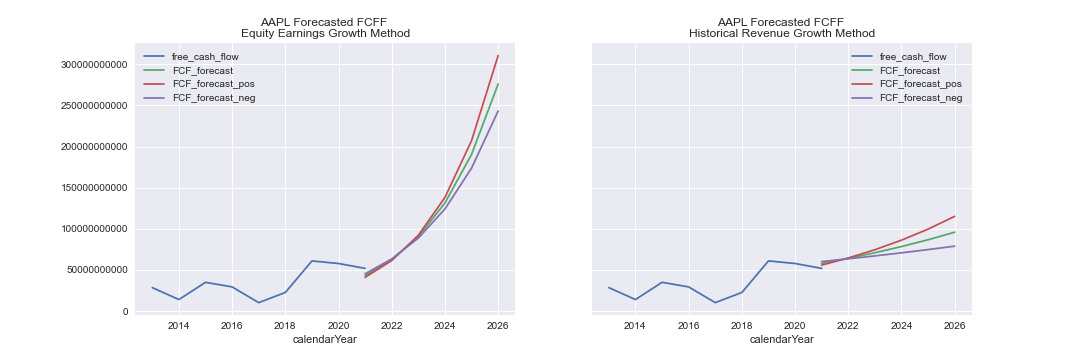 AAPL Forecasted FCFF
Equity Earnings Growth Method
free_cash_flow
FCF_forecast
FCF_forecast_pos
FCF_forecast_neg
300000000000
250000000000
200000000000
150000000000
100000000000
50000000000
0
2014 2016 2018 2020 2022 2024 2026
calendarYear
AAPL Forecasted FCFF
Historical Revenue Growth Method
free_cash_flow
FCF_forecast
FCF_forecast_pos
FCF_forecast_neg
2014 2016 2018 2020 2022 2024 2026
calendarYear